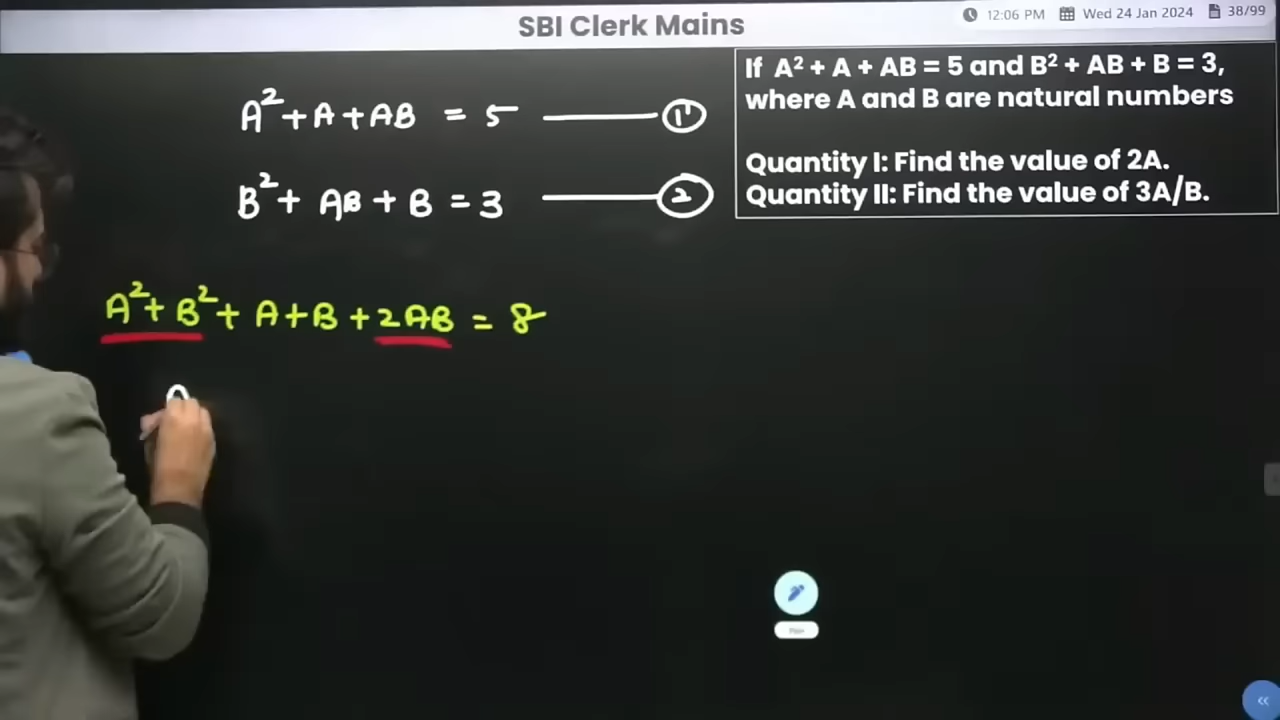 SBI Clerk Mains
12:06 PM Wed 24 Jan 2024 38/99
If A² + A + AB = 5 and B² + AB + B = 3,
where A and B are natural numbers
Quantity I: Find the value of 2A.
Quantity II: Find the value of 3A/B.
A² + A + AB = 5 —— ①
B² + AB + B = 3 —— ②
A² + B² + A + B + 2AB = 8